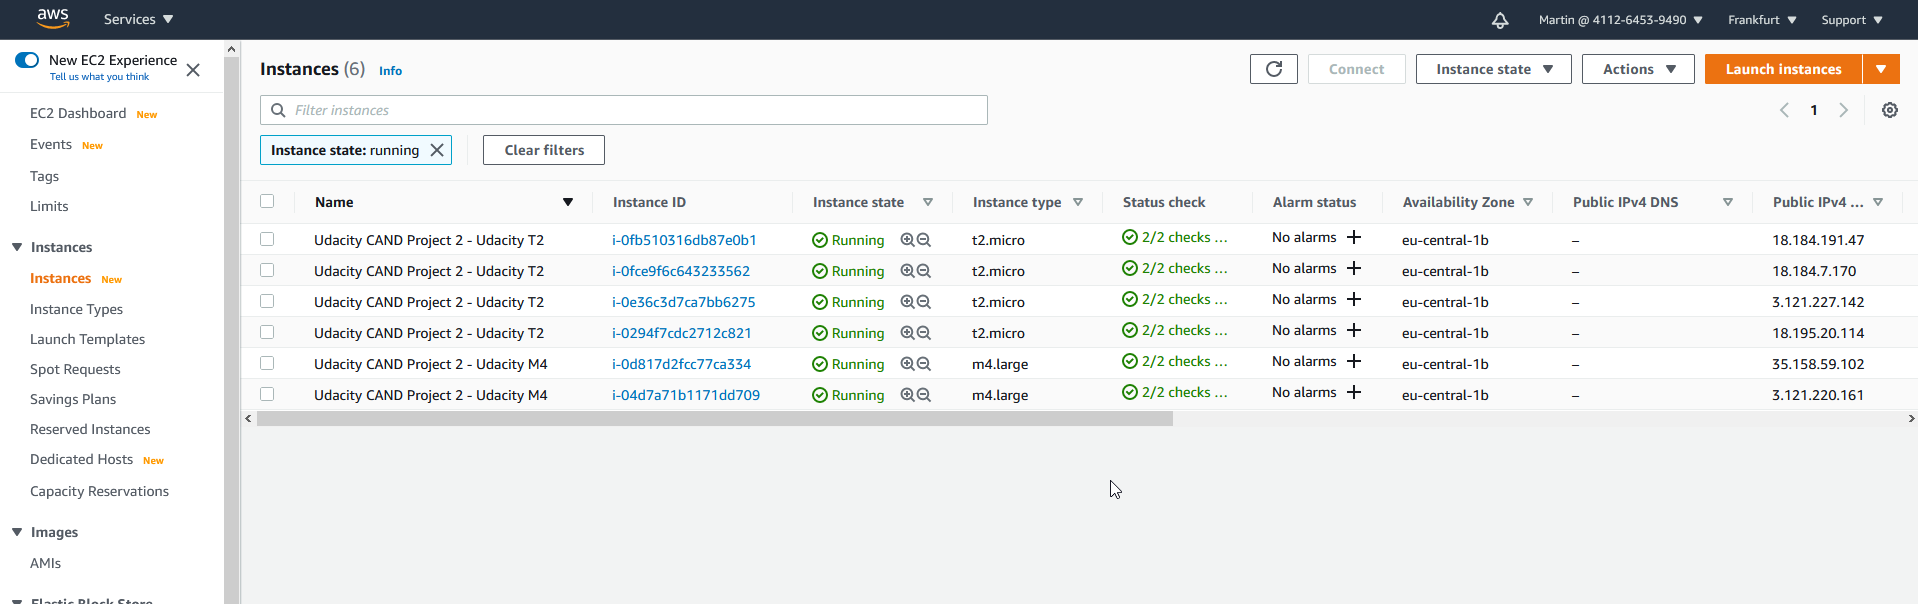 aws Services Martin @ 4112-6453-9490 Frankfurt Support
New EC2 Experience
Tell us what you think
EC2 Dashboard New
Events New
Tags
Limits
Instances
Instances New
Instance Types
Launch Templates
Spot Requests
Savings Plans
Reserved Instances
Dedicated Hosts New
Capacity Reservations
Images
AMIs
Elastic Block Store
Instances (6) Info Connect Instance state Actions Launch instances
Filter instances 1
Instance state: running Clear filters
Name Instance ID Instance state Instance type Status check Alarm status Availability Zone Public IPv4 DNS Public IPv4 ...
Udacity CAND Project 2 - Udacity T2 i-0fb510316db87e0b1 Running t2.micro 2/2 checks ... No alarms + eu-central-1b – 18.184.191.47
Udacity CAND Project 2 - Udacity T2 i-0fce9f6c643233562 Running t2.micro 2/2 checks ... No alarms + eu-central-1b – 18.184.7.170
Udacity CAND Project 2 - Udacity T2 i-0e36c3d7ca7bb6275 Running t2.micro 2/2 checks ... No alarms + eu-central-1b – 3.121.227.142
Udacity CAND Project 2 - Udacity T2 i-0294f7cdc2712c821 Running t2.micro 2/2 checks ... No alarms + eu-central-1b – 18.195.20.114
Udacity CAND Project 2 - Udacity M4 i-0d817d2fcc77ca334 Running m4.large 2/2 checks ... No alarms + eu-central-1b – 35.158.59.102
Udacity CAND Project 2 - Udacity M4 i-04d7a71b1171dd709 Running m4.large 2/2 checks ... No alarms + eu-central-1b – 3.121.220.161